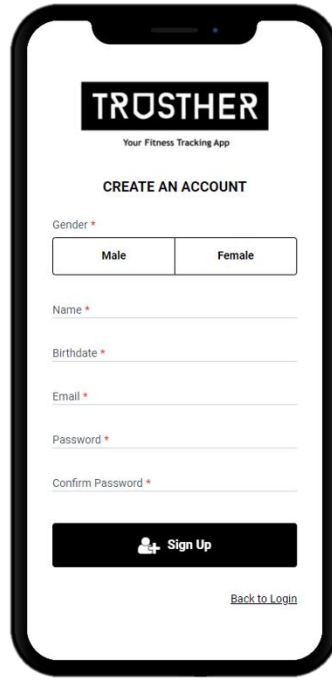 TRUSTHER
Your Fitness Tracking App
CREATE AN ACCOUNT
Gender *
Male Female
Name *
Birthdate *
Email *
Password *
Confirm Password *
Sign Up
Back to Login